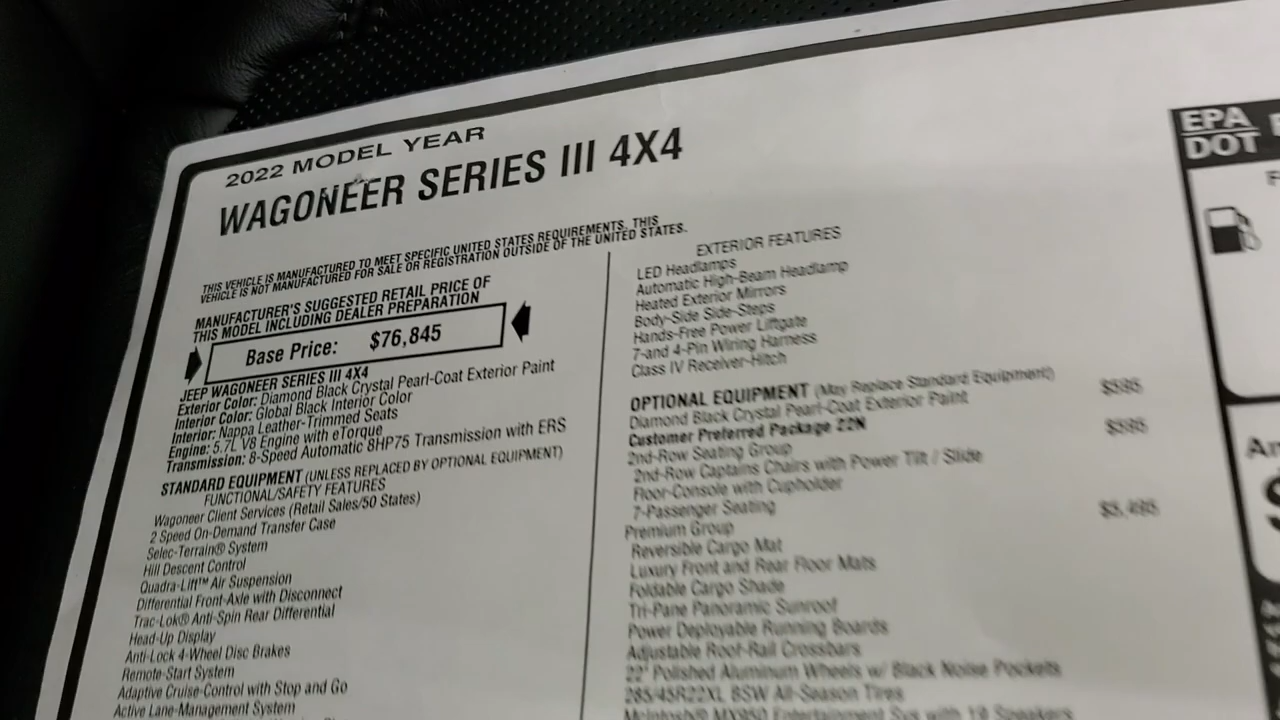 2022 MODEL YEAR
WAGONEER SERIES III 4X4
THIS VEHICLE IS MANUFACTURED TO MEET SPECIFIC UNITED STATES REQUIREMENTS. THIS
VEHICLE IS NOT MANUFACTURED FOR SALE OR REGISTRATION OUTSIDE OF THE UNITED STATES.
MANUFACTURER'S SUGGESTED RETAIL PRICE OF
THIS MODEL INCLUDING DEALER PREPARATION
Base Price: $76,845
JEEP WAGONEER SERIES III 4X4
Exterior Color: Diamond Black Crystal Pearl-Coat Exterior Paint
Interior Color: Global Black Interior Color
Interior: Nappa Leather-Trimmed Seats
Engine: 5.7L V8 Engine with eTorque
Transmission: 8-Speed Automatic 8HP75 Transmission with ERS
STANDARD EQUIPMENT (UNLESS REPLACED BY OPTIONAL EQUIPMENT)
FUNCTIONAL/SAFETY FEATURES
Wagoneer Client Services (Retail Sales/50 States)
2 Speed On-Demand Transfer Case
Selec-Terrain® System
Hill Descent Control
Quadra-Lift™ Air Suspension
Differential Front-Axle with Disconnect
Trac-Lok® Anti-Spin Rear Differential
Head-Up Display
Anti-Lock 4-Wheel Disc Brakes
Remote-Start System
Adaptive Cruise-Control with Stop and Go
Active Lane-Management System
EXTERIOR FEATURES
LED Headlamps
Automatic High-Beam Headlamp
Heated Exterior Mirrors
Body-Side Side-Steps
Hands-Free Power Liftgate
7-and 4-Pin Wiring Harness
Class IV Receiver-Hitch
OPTIONAL EQUIPMENT (May Replace Standard Equipment)
Diamond Black Crystal Pearl-Coat Exterior Paint $595
Customer Preferred Package 22N
2nd-Row Seating Group $595
2nd-Row Captains Chairs with Power Tilt / Slide
Floor-Console with Cupholder
7-Passenger Seating
Premium Group $5,495
Reversible Cargo Mat
Luxury Front and Rear Floor Mats
Foldable Cargo Shade
Tri-Pane Panoramic Sunroof
Power Deployable Running Boards
Adjustable Roof-Rail Crossbars
22" Polished Aluminum Wheels w/ Black Noise Pockets
285/45R22XL BSW All-Season Tires
McIntosh® MX950 Entertainment Sys with 19 Speakers
EPA
DOT